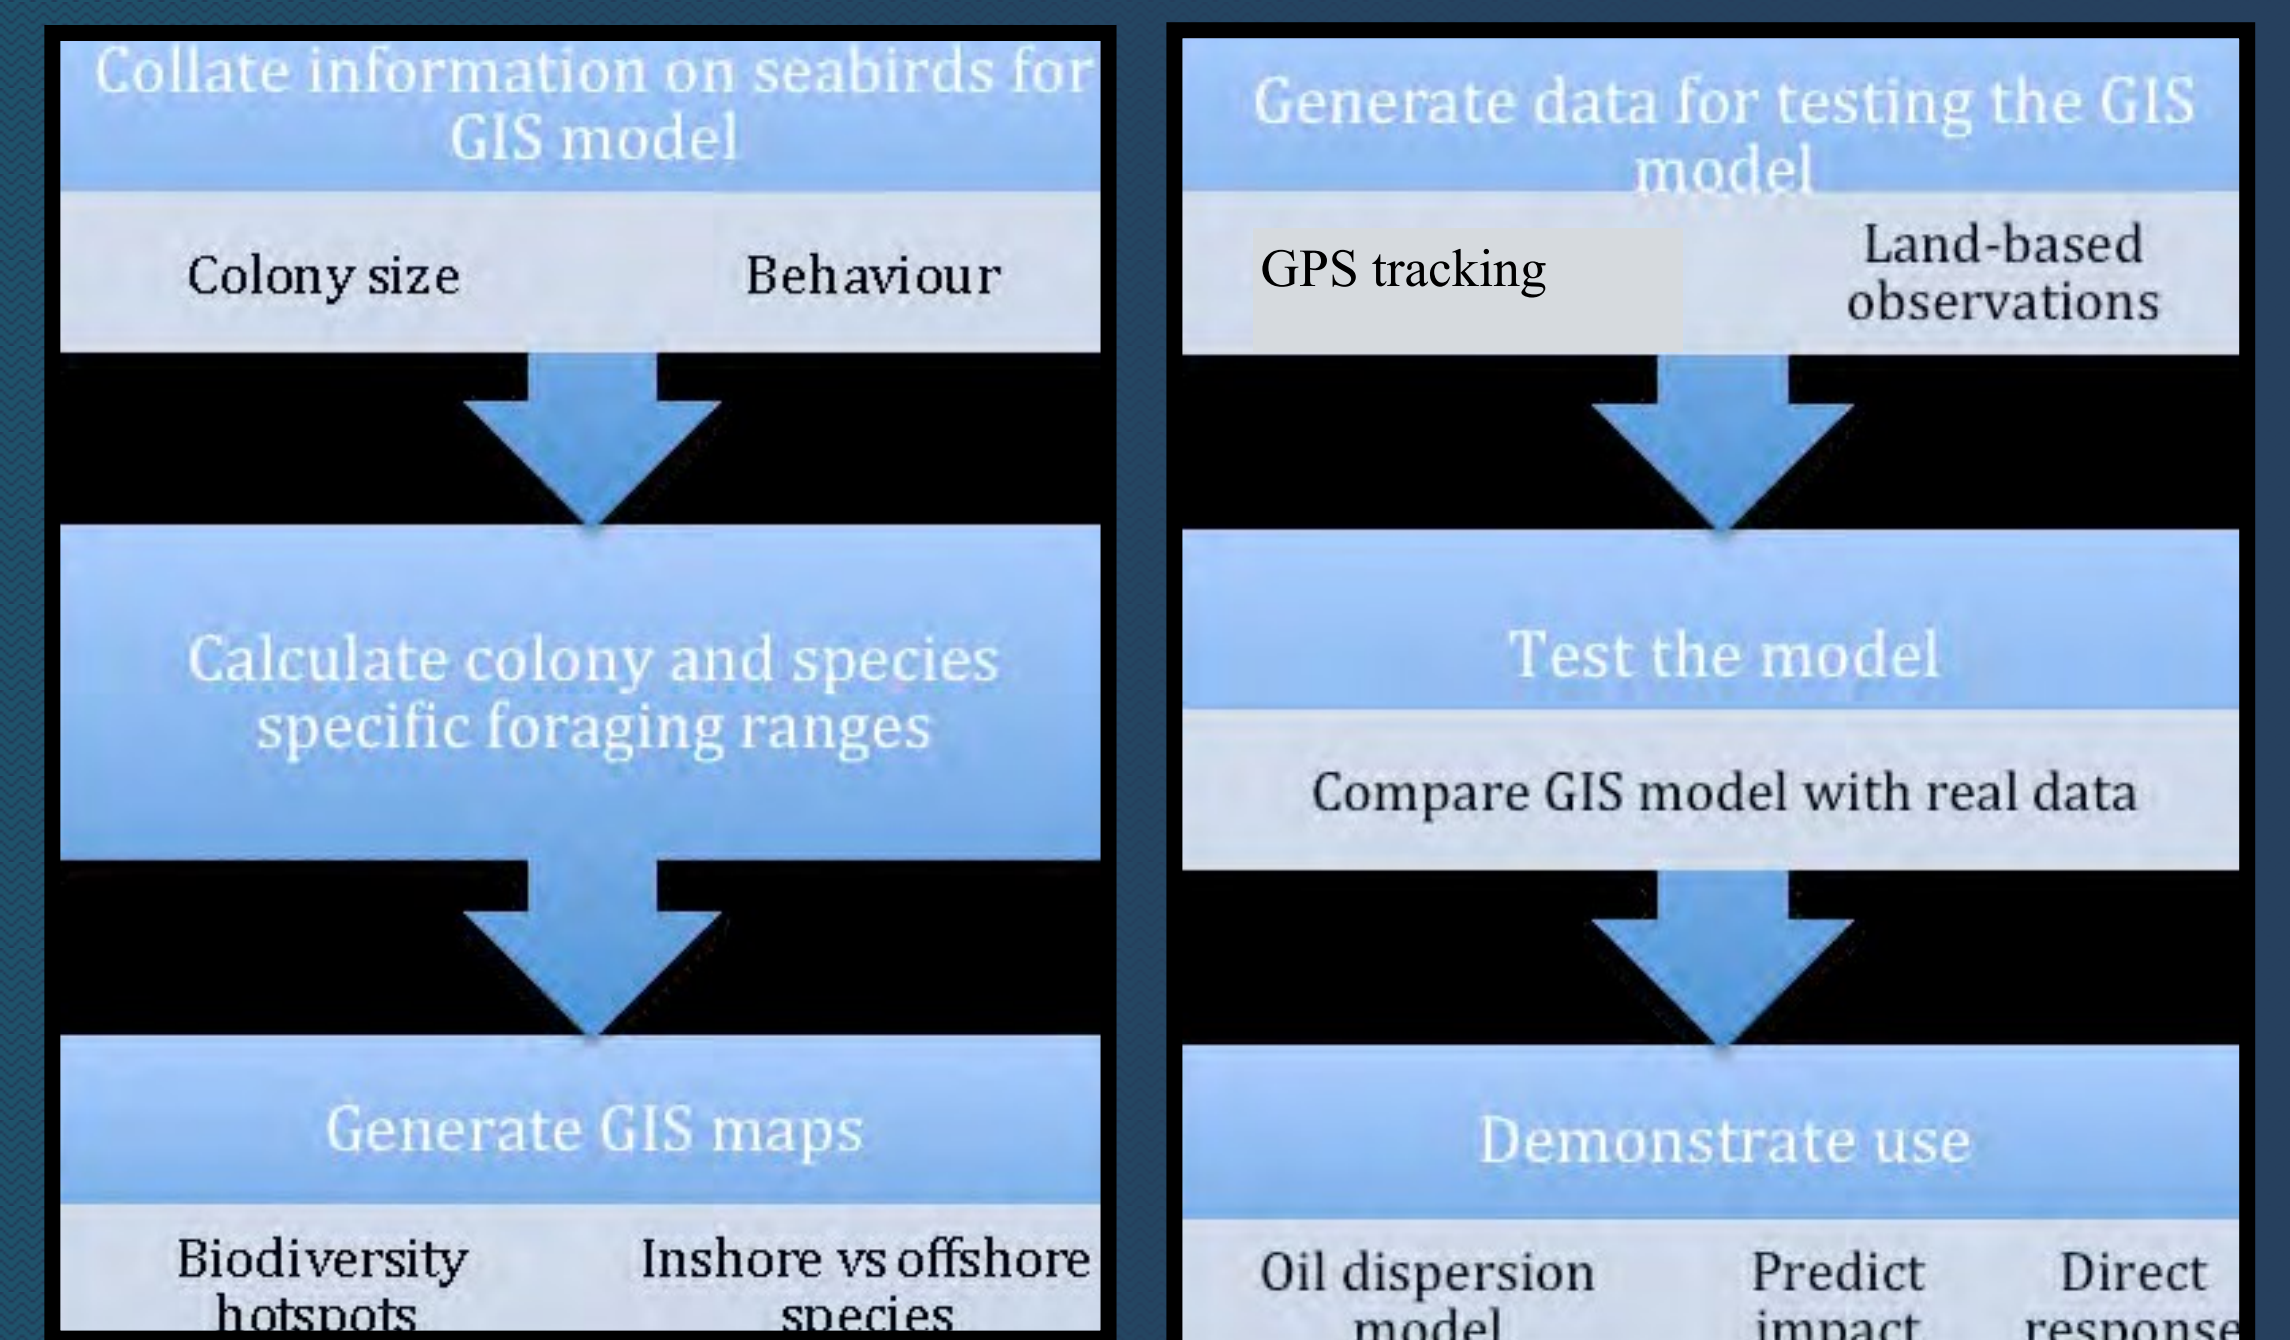 Collate information on seabirds for
GIS model
Colony size
Behaviour
Calculate colony and species
specific foraging ranges
Generate GIS maps
Biodiversity
hotspots
Inshore vs offshore
species
Generate data for testing the GIS
model
GPS tracking
Land-based
observations
Test the model
Compare GIS model with real data
Demonstrate use
Oil dispersion
model
Predict
impact
Direct
response